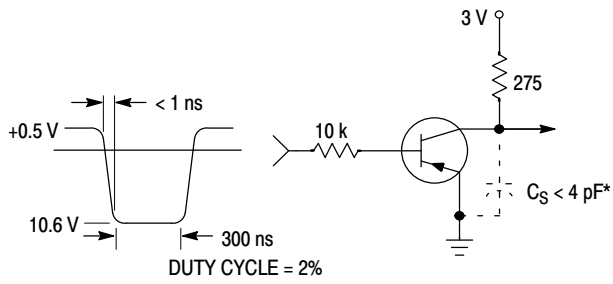 3 V
275
< 1 ns
+0.5 V
10 k
CS < 4 pF*
10.6 V
300 ns
DUTY CYCLE = 2%